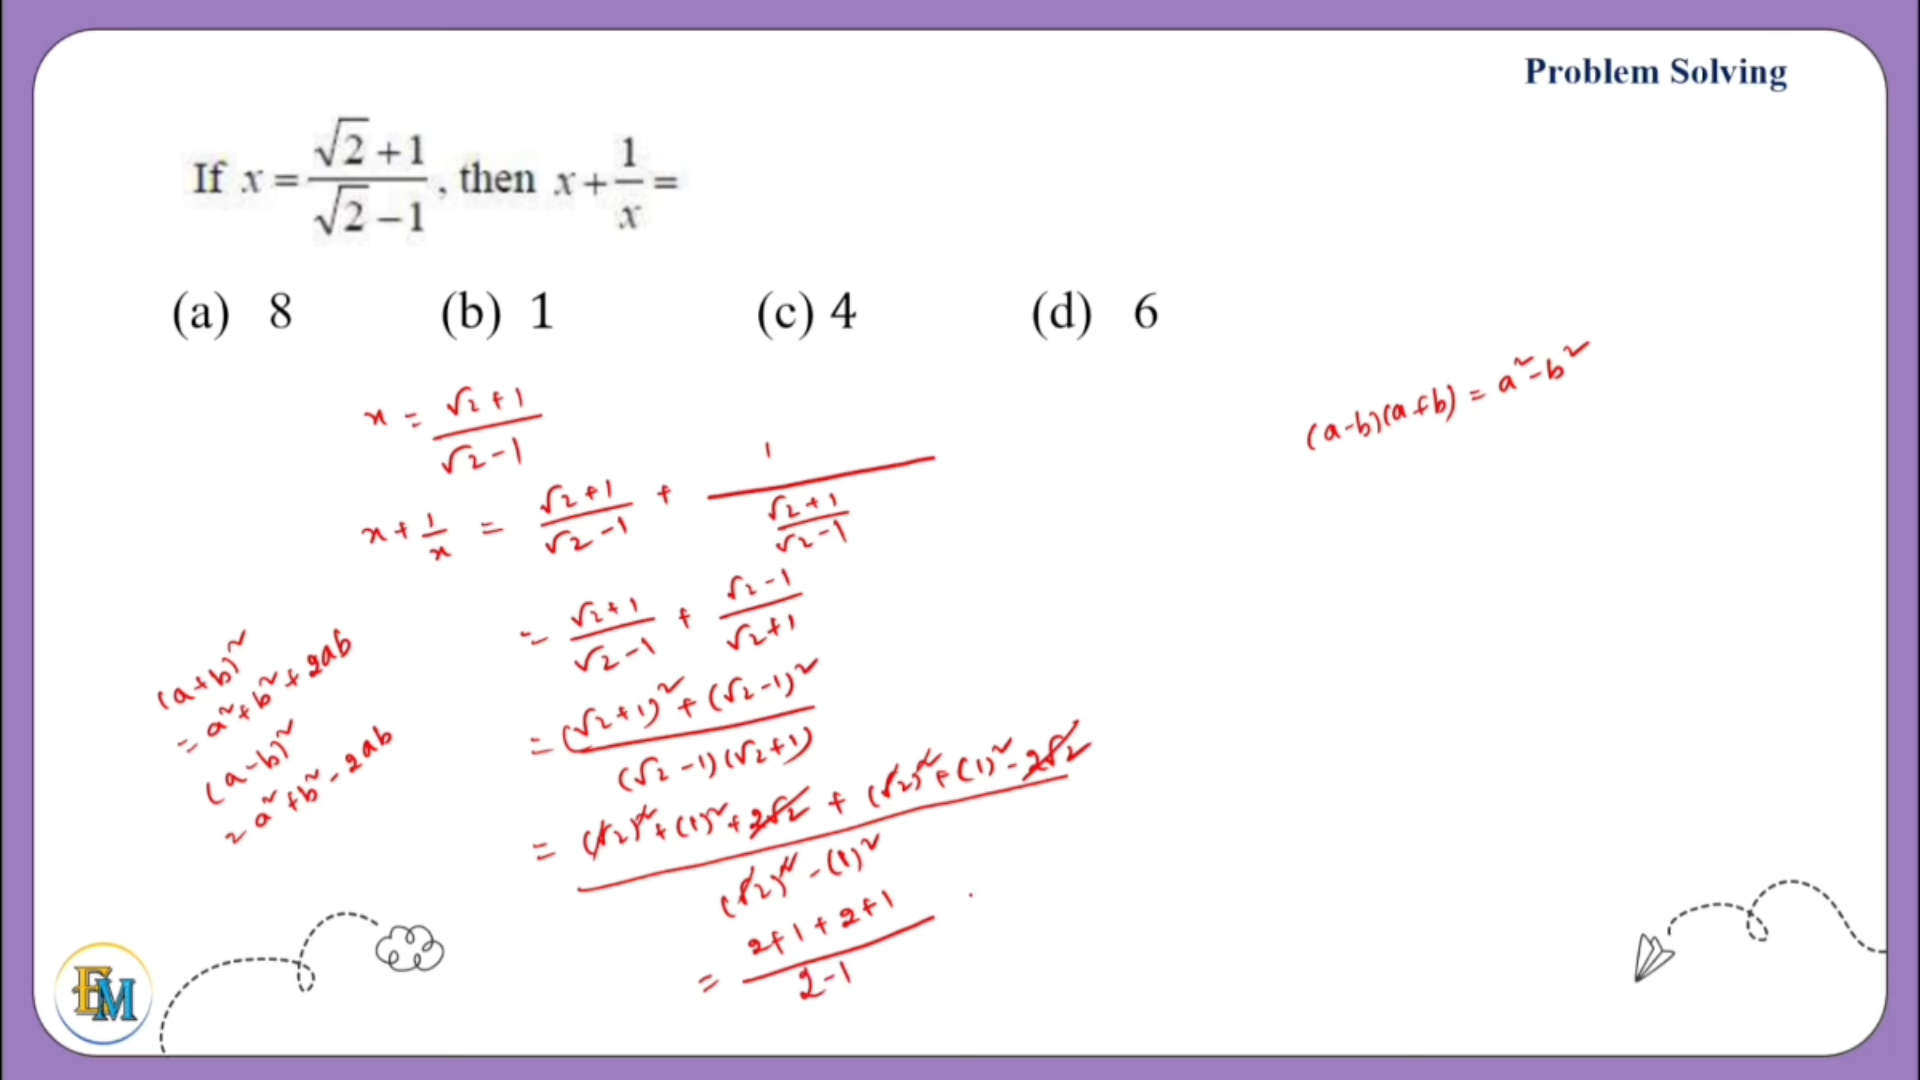 Problem Solving
If x = (√2+1)/(√2−1), then x + 1/x =
(a) 8 (b) 1 (c) 4 (d) 6
(a-b)(a+b) = a²-b²
x = (√2+1)/(√2-1)
x + 1/x = (√2+1)/(√2-1) + 1/((√2+1)/(√2-1))
= (√2+1)/(√2-1) + (√2-1)/(√2+1)
= ((√2+1)² + (√2-1)²)/((√2-1)(√2+1))
= ((√2)²+(1)²+2√2 + (√2)²+(1)²-2√2)/((√2)²-(1)²)
= (2+1+2+1)/(2-1)
(a+b)²
= a²+b²+2ab
(a-b)²
= a²+b²-2ab
EM